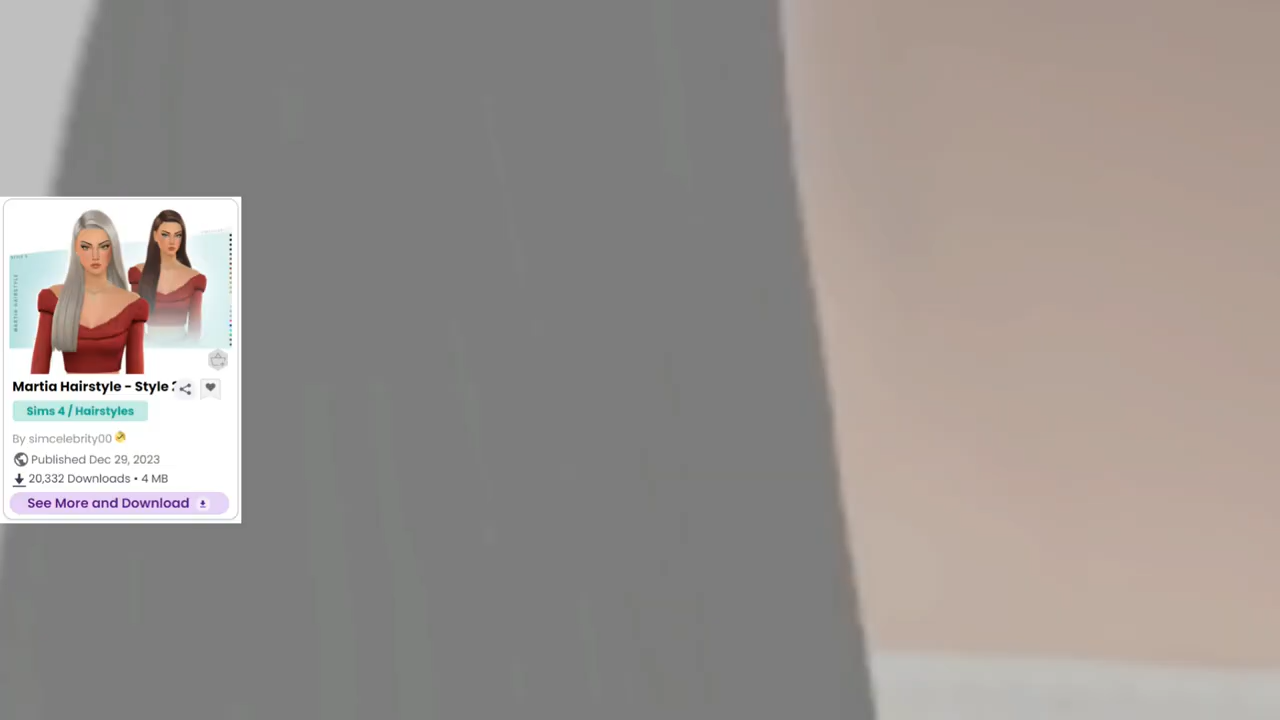 Martia Hairstyle - Style
Sims 4 / Hairstyles
By simcelebrity00
Published Dec 29, 2023
20,332 Downloads • 4 MB
See More and Download